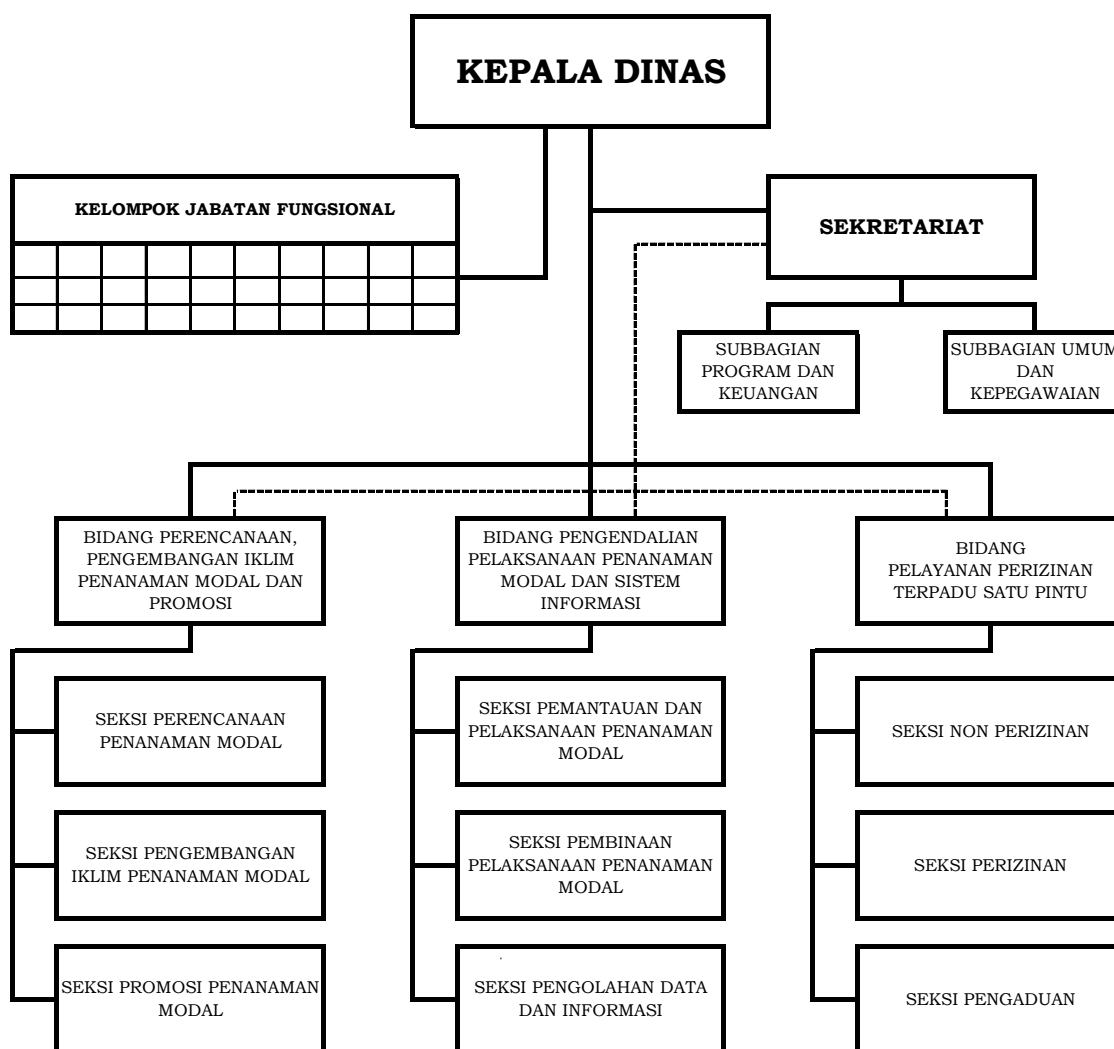 KEPALA DINAS
KELOMPOK JABATAN FUNGSIONAL
SEKRETARIAT
SUBBAGIAN
PROGRAM DAN
KEUANGAN
SUBBAGIAN UMUM
DAN
KEPEGAWAIAN
BIDANG PERENCANAAN,
PENGEMBANGAN IKLIM
PENANAMAN MODAL DAN
PROMOSI
BIDANG PENGENDALIAN
PELAKSANAAN PENANAMAN
MODAL DAN SISTEM
INFORMASI
BIDANG
PELAYANAN PERIZINAN
TERPADU SATU PINTU
SEKSI PERENCANAAN
PENANAMAN MODAL
SEKSI PEMANTAUAN DAN
PELAKSANAAN PENANAMAN
MODAL
SEKSI NON PERIZINAN
SEKSI PENGEMBANGAN
IKLIM PENANAMAN MODAL
SEKSI PEMBINAAN
PELAKSANAAN PENANAMAN
MODAL
SEKSI PERIZINAN
SEKSI PROMOSI PENANAMAN
MODAL
SEKSI PENGOLAHAN DATA
DAN INFORMASI
SEKSI PENGADUAN